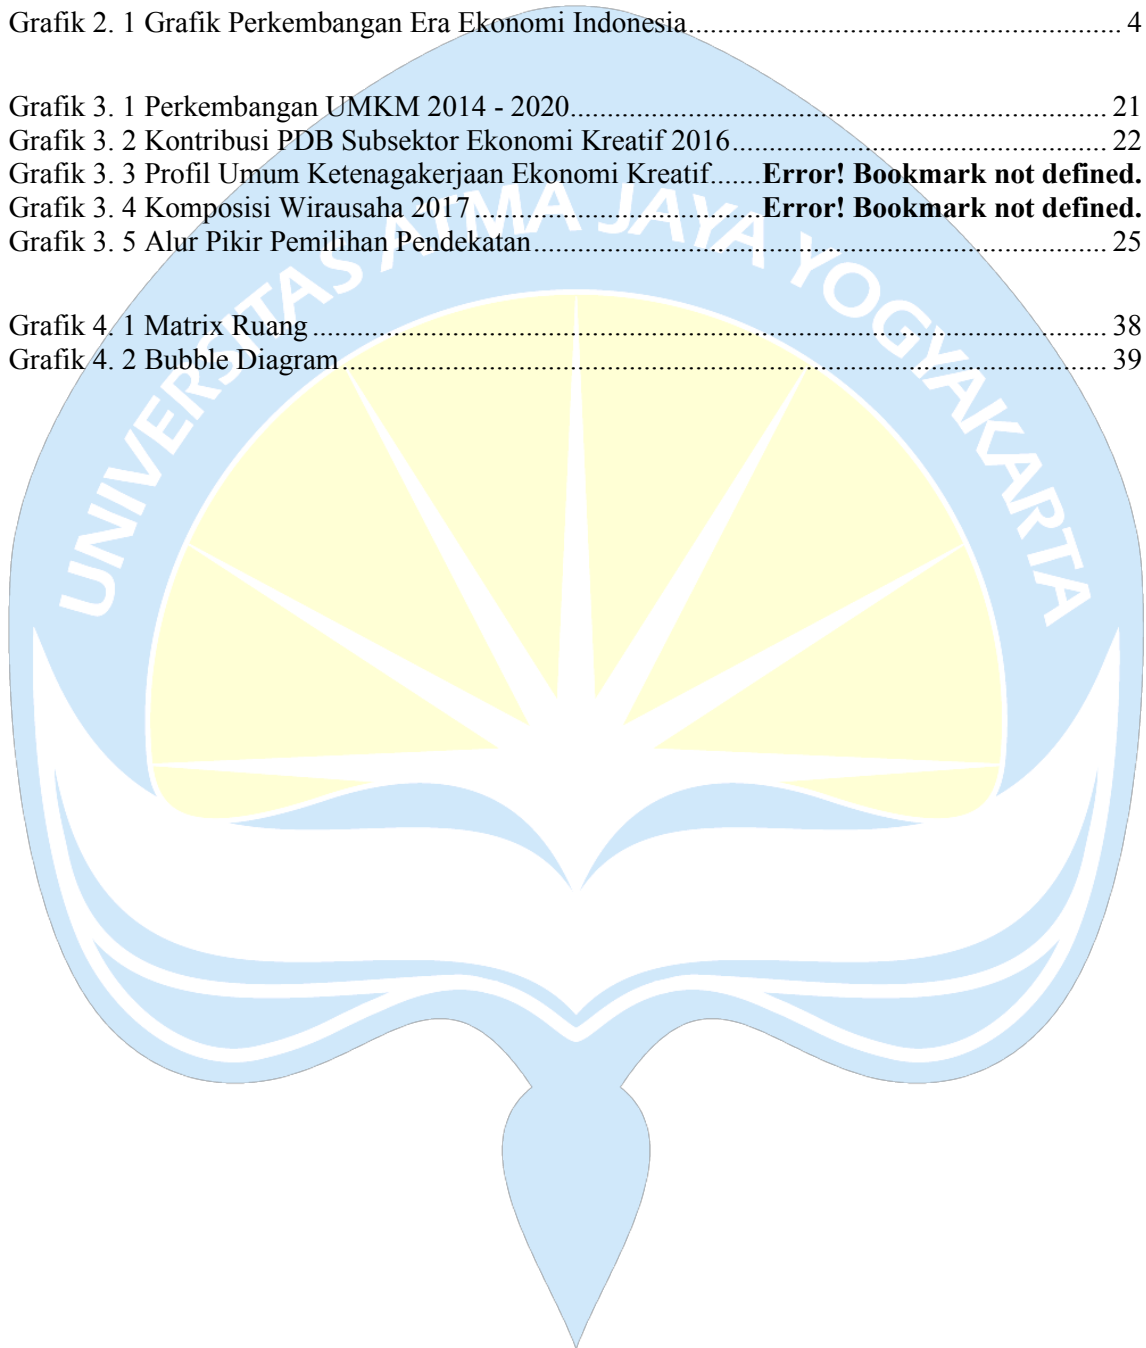 Grafik 2. 1 Grafik Perkembangan Era Ekonomi Indonesia.............................................................. 4
Grafik 3. 1 Perkembangan UMKM 2014 - 2020............................................................................. 21
Grafik 3. 2 Kontribusi PDB Subsektor Ekonomi Kreatif 2016...................................................... 22
Grafik 3. 3 Profil Umum Ketenagakerjaan Ekonomi Kreatif.......Error! Bookmark not defined.
Grafik 3. 4 Komposisi Wirausaha 2017.........................................Error! Bookmark not defined.
Grafik 3. 5 Alur Pikir Pemilihan Pendekatan.................................................................................. 25
Grafik 4. 1 Matrix Ruang ................................................................................................................. 38
Grafik 4. 2 Bubble Diagram............................................................................................................. 39
UNIVERSITAS ATMA JAYA YOGYAKARTA